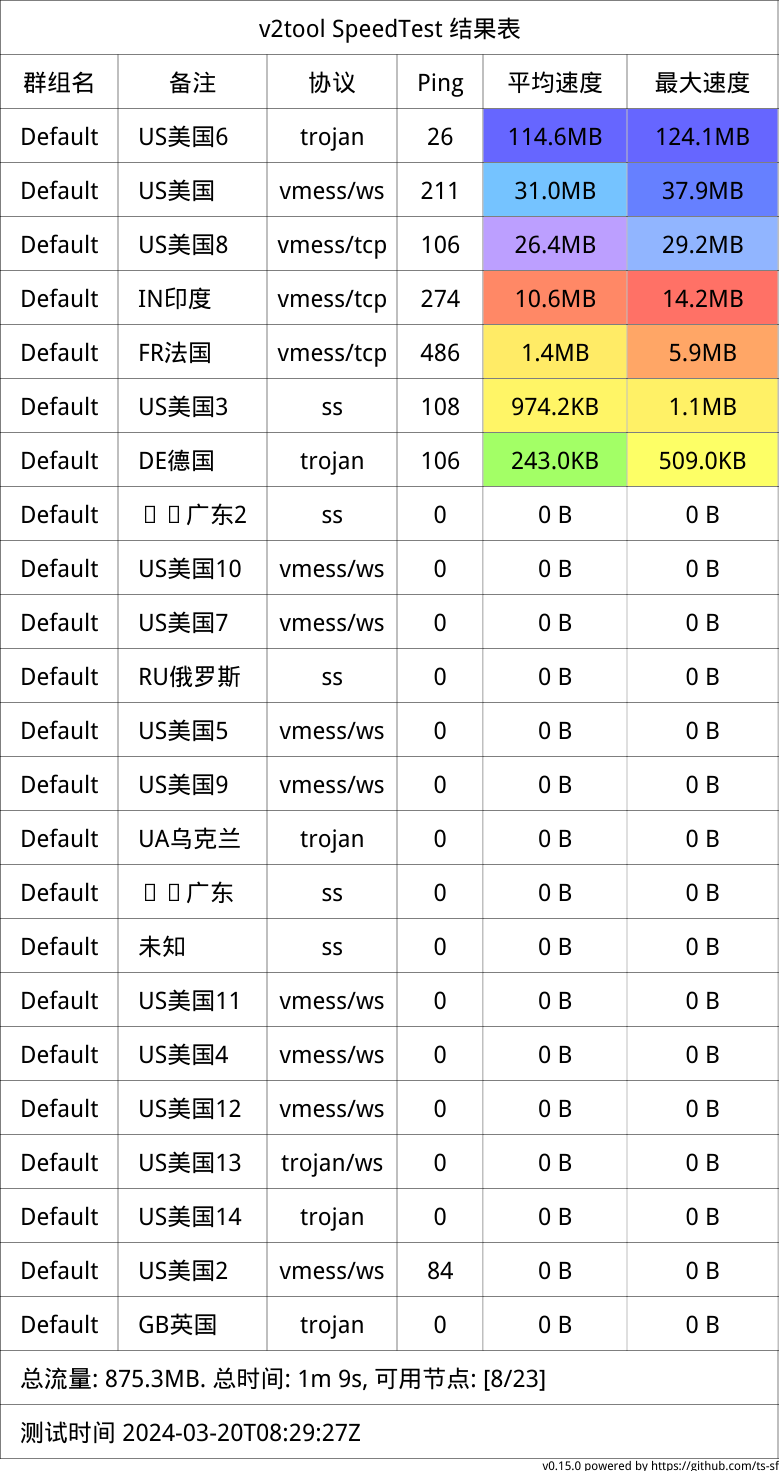 v2tool SpeedTest 结果表
群组名 备注 协议 Ping 平均速度 最大速度
Default US美国6 trojan 26 114.6MB 124.1MB
Default US美国 vmess/ws 211 31.0MB 37.9MB
Default US美国8 vmess/tcp 106 26.4MB 29.2MB
Default IN印度 vmess/tcp 274 10.6MB 14.2MB
Default FR法国 vmess/tcp 486 1.4MB 5.9MB
Default US美国3 ss 108 974.2KB 1.1MB
Default DE德国 trojan 106 243.0KB 509.0KB
Default 广东2 ss 0 0 B 0 B
Default US美国10 vmess/ws 0 0 B 0 B
Default US美国7 vmess/ws 0 0 B 0 B
Default RU俄罗斯 ss 0 0 B 0 B
Default US美国5 vmess/ws 0 0 B 0 B
Default US美国9 vmess/ws 0 0 B 0 B
Default UA乌克兰 trojan 0 0 B 0 B
Default 广东 ss 0 0 B 0 B
Default 未知 ss 0 0 B 0 B
Default US美国11 vmess/ws 0 0 B 0 B
Default US美国4 vmess/ws 0 0 B 0 B
Default US美国12 vmess/ws 0 0 B 0 B
Default US美国13 trojan/ws 0 0 B 0 B
Default US美国14 trojan 0 0 B 0 B
Default US美国2 vmess/ws 84 0 B 0 B
Default GB英国 trojan 0 0 B 0 B
总流量: 875.3MB. 总时间: 1m 9s, 可用节点: [8/23]
测试时间 2024-03-20T08:29:27Z
v0.15.0 powered by https://github.com/ts-sf